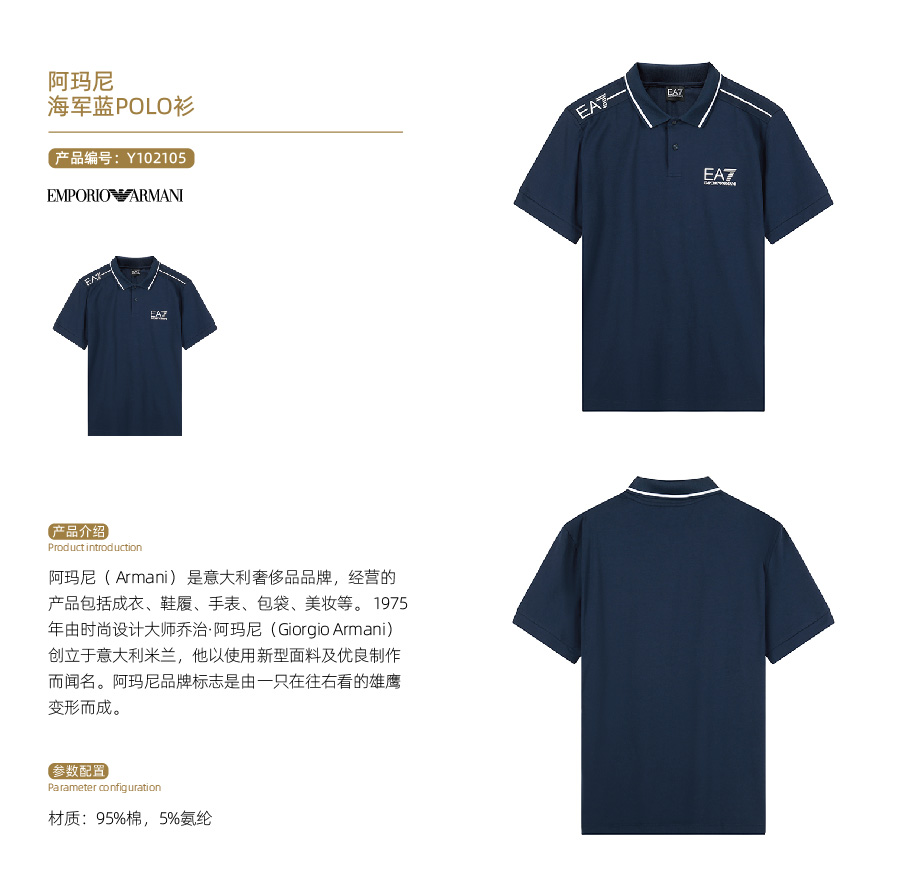 阿玛尼
海军蓝POLO衫
产品编号：Y102105
EMPORIO ARMANI
EA7
产品介绍
Product introduction
阿玛尼（ Armani） 是意大利奢侈品品牌，经营的
产品包括成衣、鞋履、手表、包袋、美妆等。 1975
年由时尚设计大师乔治·阿玛尼（Giorgio Armani）
创立于意大利米兰，他以使用新型面料及优良制作
而闻名。阿玛尼品牌标志是由一只在往右看的雄鹰
变形而成。
参数配置
Parameter configuration
材质：95%棉，5%氨纶
EA7
EA7
EA7
EMPORIO ARMANI
EA7